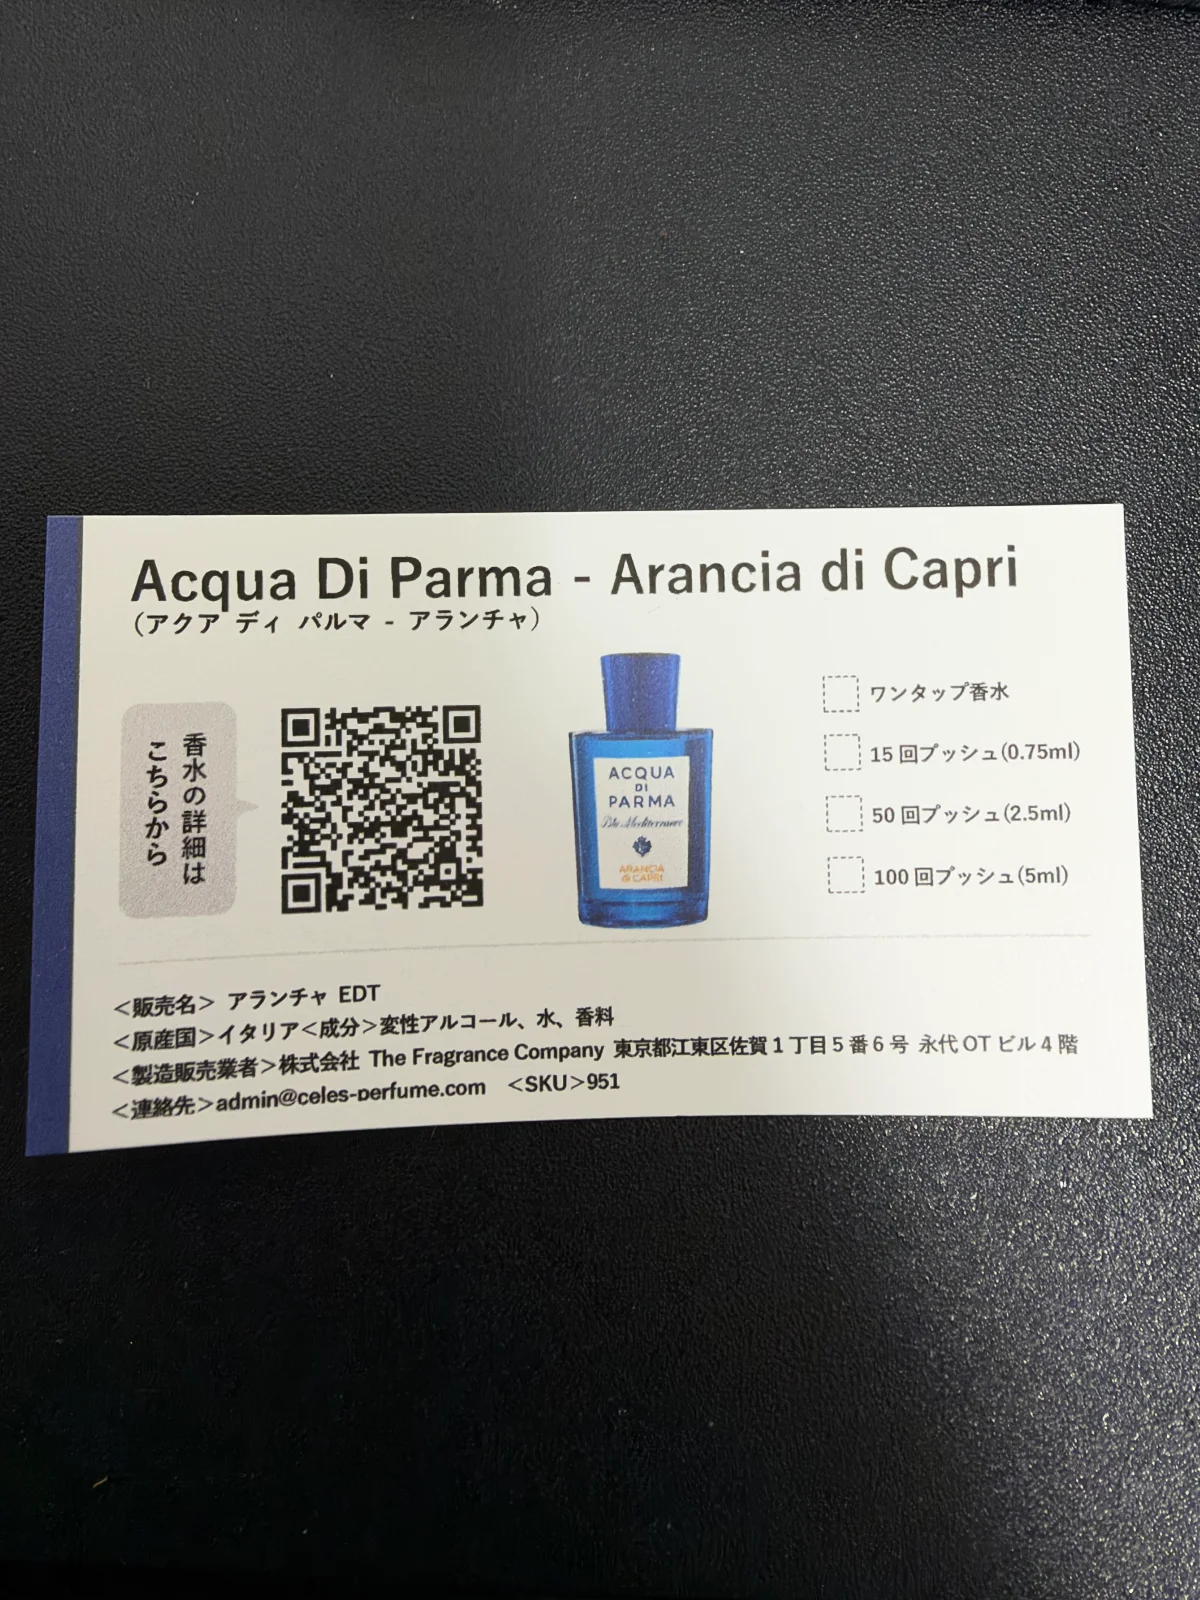 Acqua Di Parma - Arancia di Capri
（アクア ディ パルマ - アランチャ）
香水の詳細は
こちらから
ACQUA
DI
PARMA
Blu Mediterraneo
ARANCIA
di CAPRI
ワンタップ香水
15 回プッシュ(0.75ml)
50 回プッシュ(2.5ml)
100 回プッシュ(5ml)
＜販売名＞ アランチャ EDT
＜原産国＞イタリア＜成分＞変性アルコール、水、香料
＜製造販売業者＞株式会社 The Fragrance Company 東京都江東区佐賀 1 丁目 5 番 6 号 永代 OT ビル 4 階
＜連絡先＞admin@celes-perfume.com ＜SKU＞951